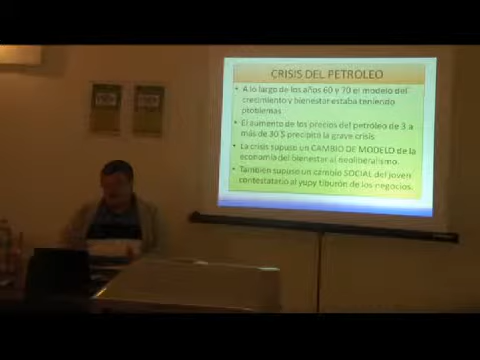 CRISIS DEL PETROLEO
• A lo largo de los años 60 y 70 el modelo del
crecimiento y bienestar estaba teniendo
problemas.
• El aumento de los precios del petróleo de 3 a
más de 30 $ precipitó la grave crisis
• La crisis supuso un CAMBIO DE MODELO de la
economía del bienestar al neoliberalismo.
• También supuso un cambio SOCIAL del joven
contestatario al yupy tiburón de los negocios.